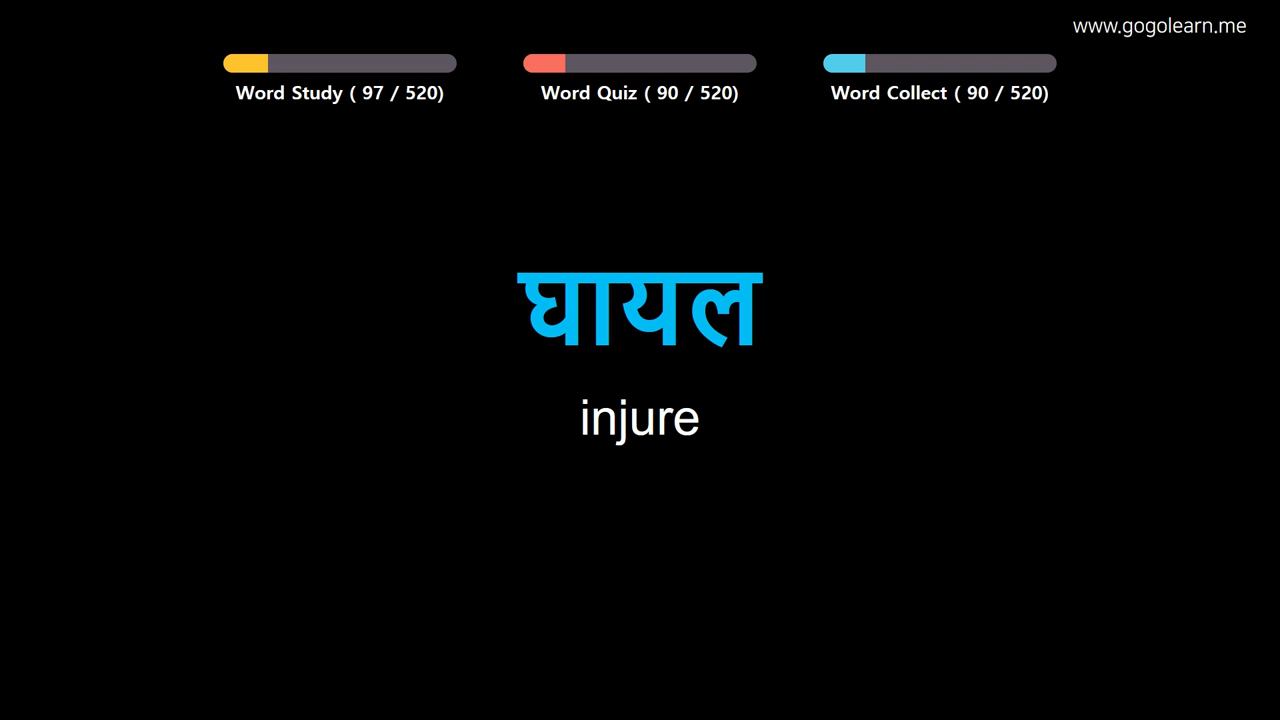 www.gogolearn.me
Word Study ( 97 / 520)
Word Quiz ( 90 / 520)
Word Collect ( 90 / 520)
घायल
injure